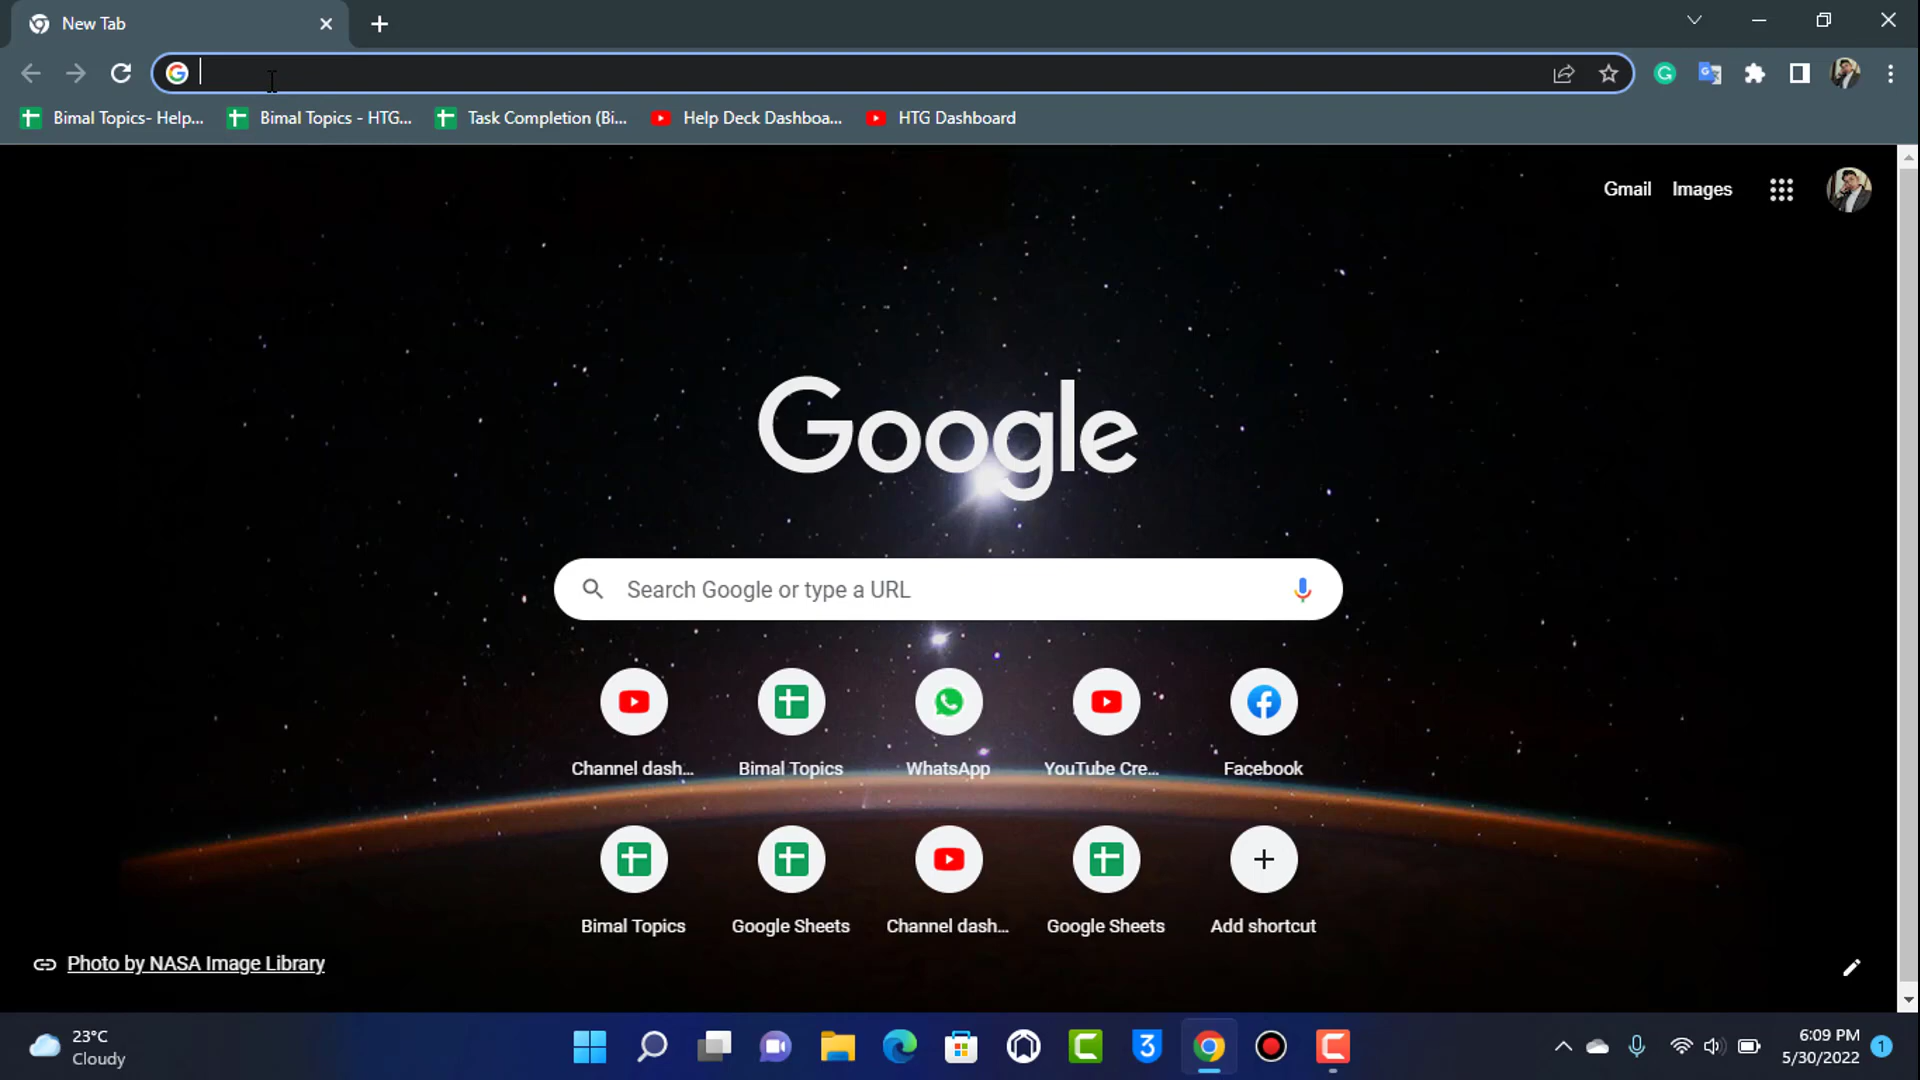 New Tab
Bimal Topics- Help...
Bimal Topics - HTG...
Task Completion (Bi...
Help Deck Dashboa...
HTG Dashboard
Gmail
Images
Google
Search Google or type a URL
Channel dash...
Bimal Topics
WhatsApp
YouTube Cre...
Facebook
Bimal Topics
Google Sheets
Channel dash...
Google Sheets
Add shortcut
Photo by NASA Image Library
23°C
Cloudy
3
6:09 PM
5/30/2022
1